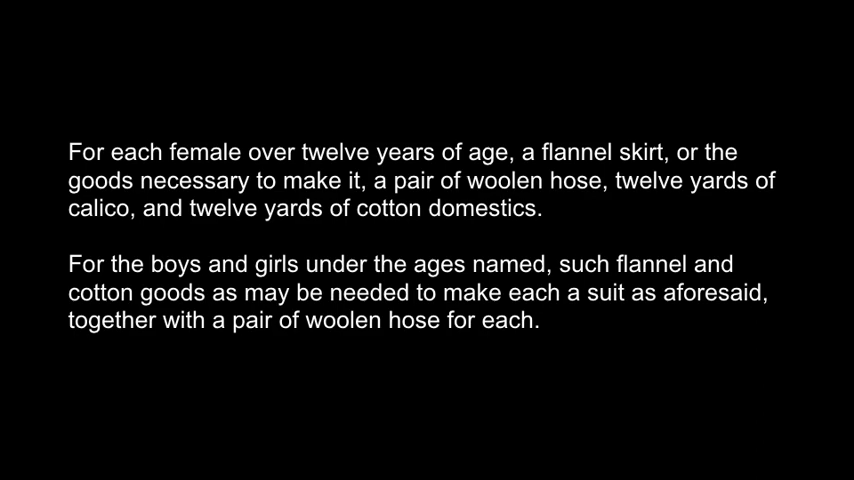 For each female over twelve years of age, a flannel skirt, or the
goods necessary to make it, a pair of woolen hose, twelve yards of
calico, and twelve yards of cotton domestics.
For the boys and girls under the ages named, such flannel and
cotton goods as may be needed to make each a suit as aforesaid,
together with a pair of woolen hose for each.